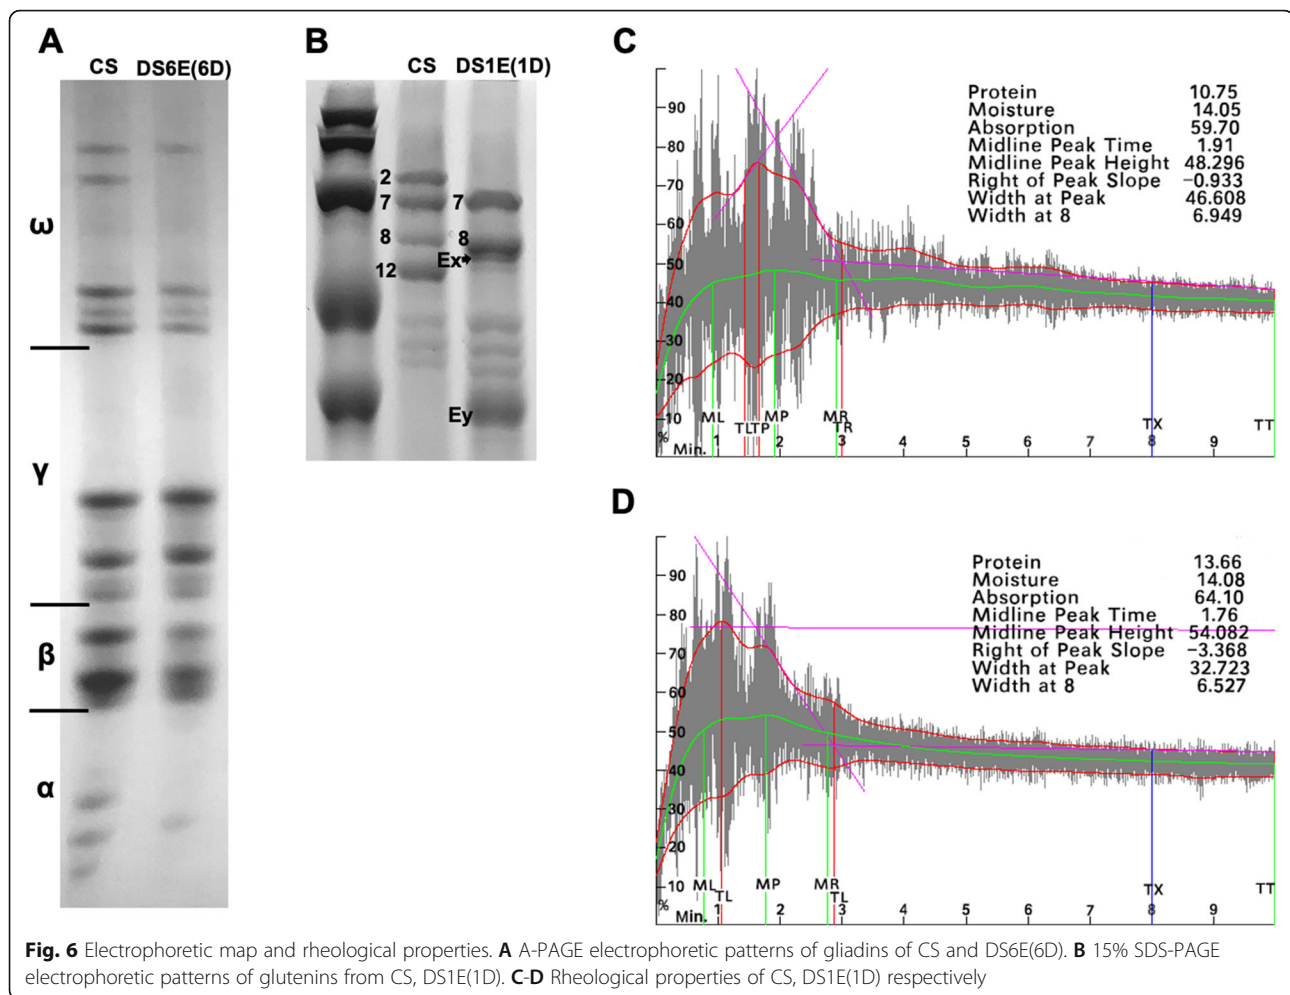 A
CS DS6E(6D)
ω
γ
β
α
B
CS DS1E(1D)
2
7 7
8 8
Ex
12
Ey
C
Protein 10.75
Moisture 14.05
Absorption 59.70
Midline Peak Time 1.91
Midline Peak Height 48.296
Right of Peak Slope -0.933
Width at Peak 46.608
Width at 8 6.949
90
80
70
60
50
40
30
20
10
%
ML MP MR TX TT
TL TP TR
Min. 1 2 3 4 5 6 7 8 9
D
Protein 13.66
Moisture 14.08
Absorption 64.10
Midline Peak Time 1.76
Midline Peak Height 54.082
Right of Peak Slope -3.368
Width at Peak 32.723
Width at 8 6.527
90
80
70
60
50
40
30
20
10
%
ML MP MR TX TT
TL TL
Min. 1 2 3 4 5 6 7 8 9
Fig. 6 Electrophoretic map and rheological properties. A A-PAGE electrophoretic patterns of gliadins of CS and DS6E(6D). B 15% SDS-PAGE
electrophoretic patterns of glutenins from CS, DS1E(1D). C-D Rheological properties of CS, DS1E(1D) respectively